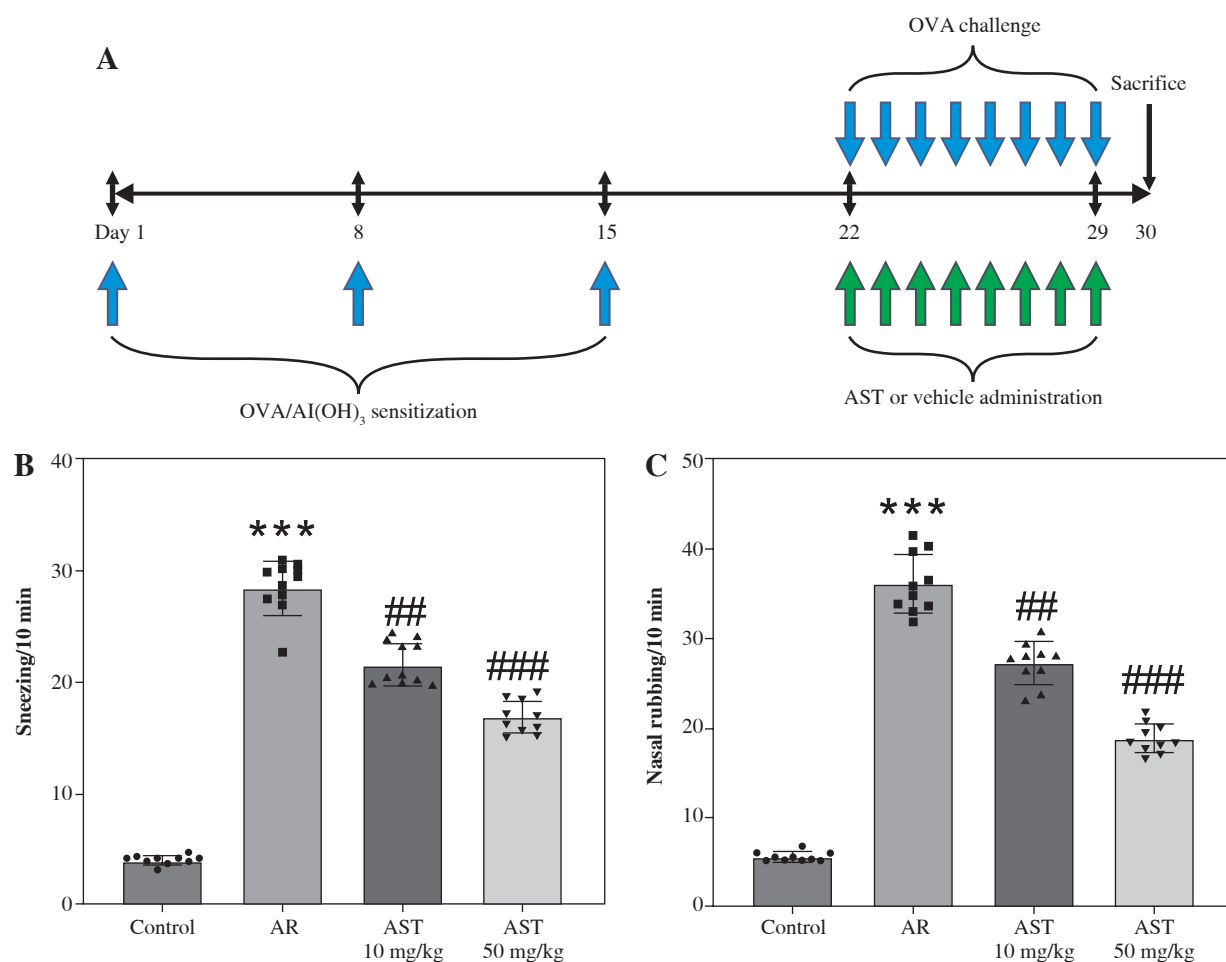 A
OVA challenge
Sacrifice
Day 1 8 15 22 29 30
OVA/AI(OH)₃ sensitization
AST or vehicle administration
B
Sneezing/10 min
40
30
20
10
0
***
##
###
Control AR AST AST
10 mg/kg 50 mg/kg
C
Nasal rubbing/10 min
50
40
30
20
10
0
***
##
###
Control AR AST AST
10 mg/kg 50 mg/kg